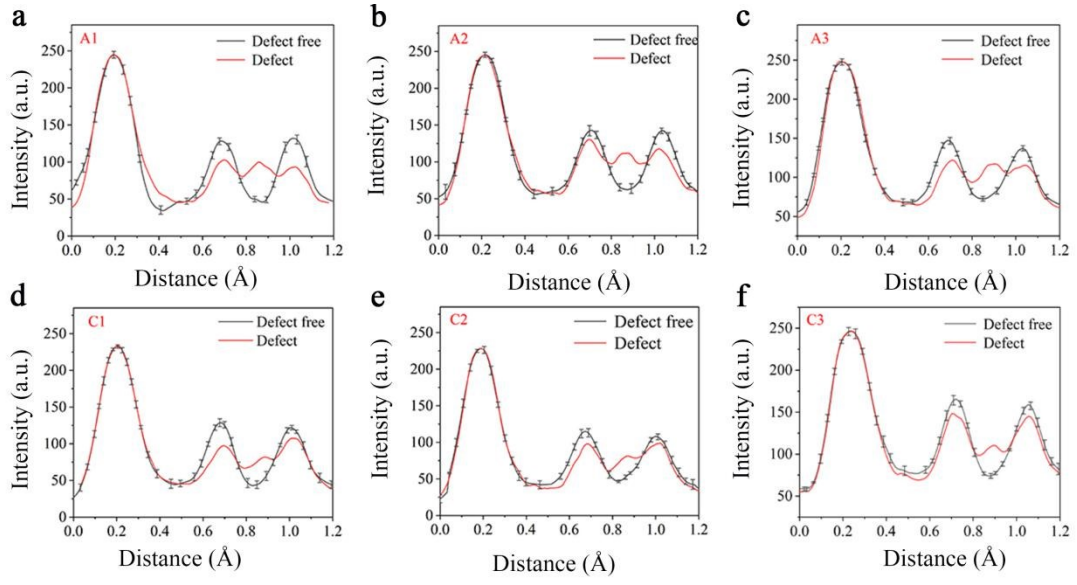 a
A1
Defect free
Defect
Intensity (a.u.)
250
200
150
100
50
0
0.0 0.2 0.4 0.6 0.8 1.0 1.2
Distance (Å)
b
A2
Defect free
Defect
Intensity (a.u.)
250
200
150
100
50
0
0.0 0.2 0.4 0.6 0.8 1.0 1.2
Distance (Å)
c
A3
Defect free
Defect
Intensity (a.u.)
250
200
150
100
50
0.0 0.2 0.4 0.6 0.8 1.0 1.2
Distance (Å)
d
C1
Defect free
Defect
Intensity (a.u.)
250
200
150
100
50
0
0.0 0.2 0.4 0.6 0.8 1.0 1.2
Distance (Å)
e
C2
Defect free
Defect
Intensity (a.u.)
250
200
150
100
50
0
0.0 0.2 0.4 0.6 0.8 1.0 1.2
Distance (Å)
f
C3
Defect free
Defect
Intensity (a.u.)
250
200
150
100
50
0.0 0.2 0.4 0.6 0.8 1.0 1.2
Distance (Å)